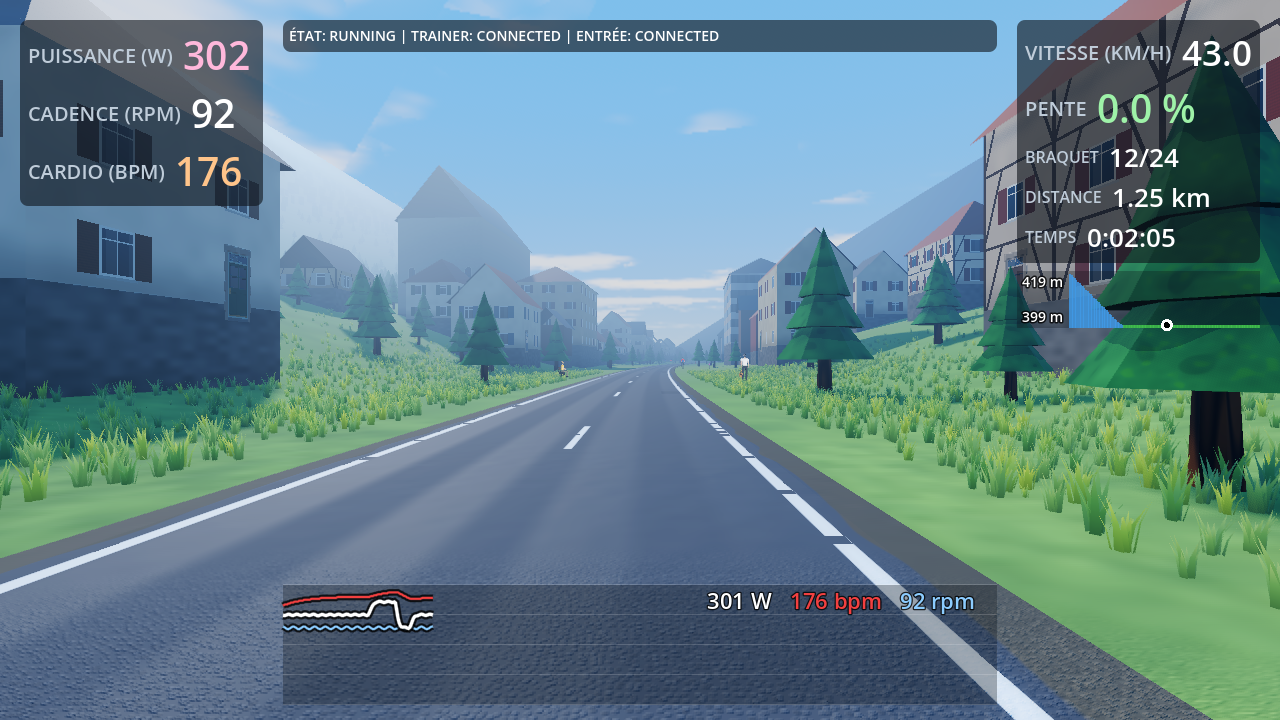 PUISSANCE (W) 302
CADENCE (RPM) 92
CARDIO (BPM) 176
ÉTAT: RUNNING | TRAINER: CONNECTED | ENTRÉE: CONNECTED
VITESSE (KM/H) 43.0
PENTE 0.0 %
BRAQUET 12/24
DISTANCE 1.25 km
TEMPS 0:02:05
419 m
399 m
301 W 176 bpm 92 rpm